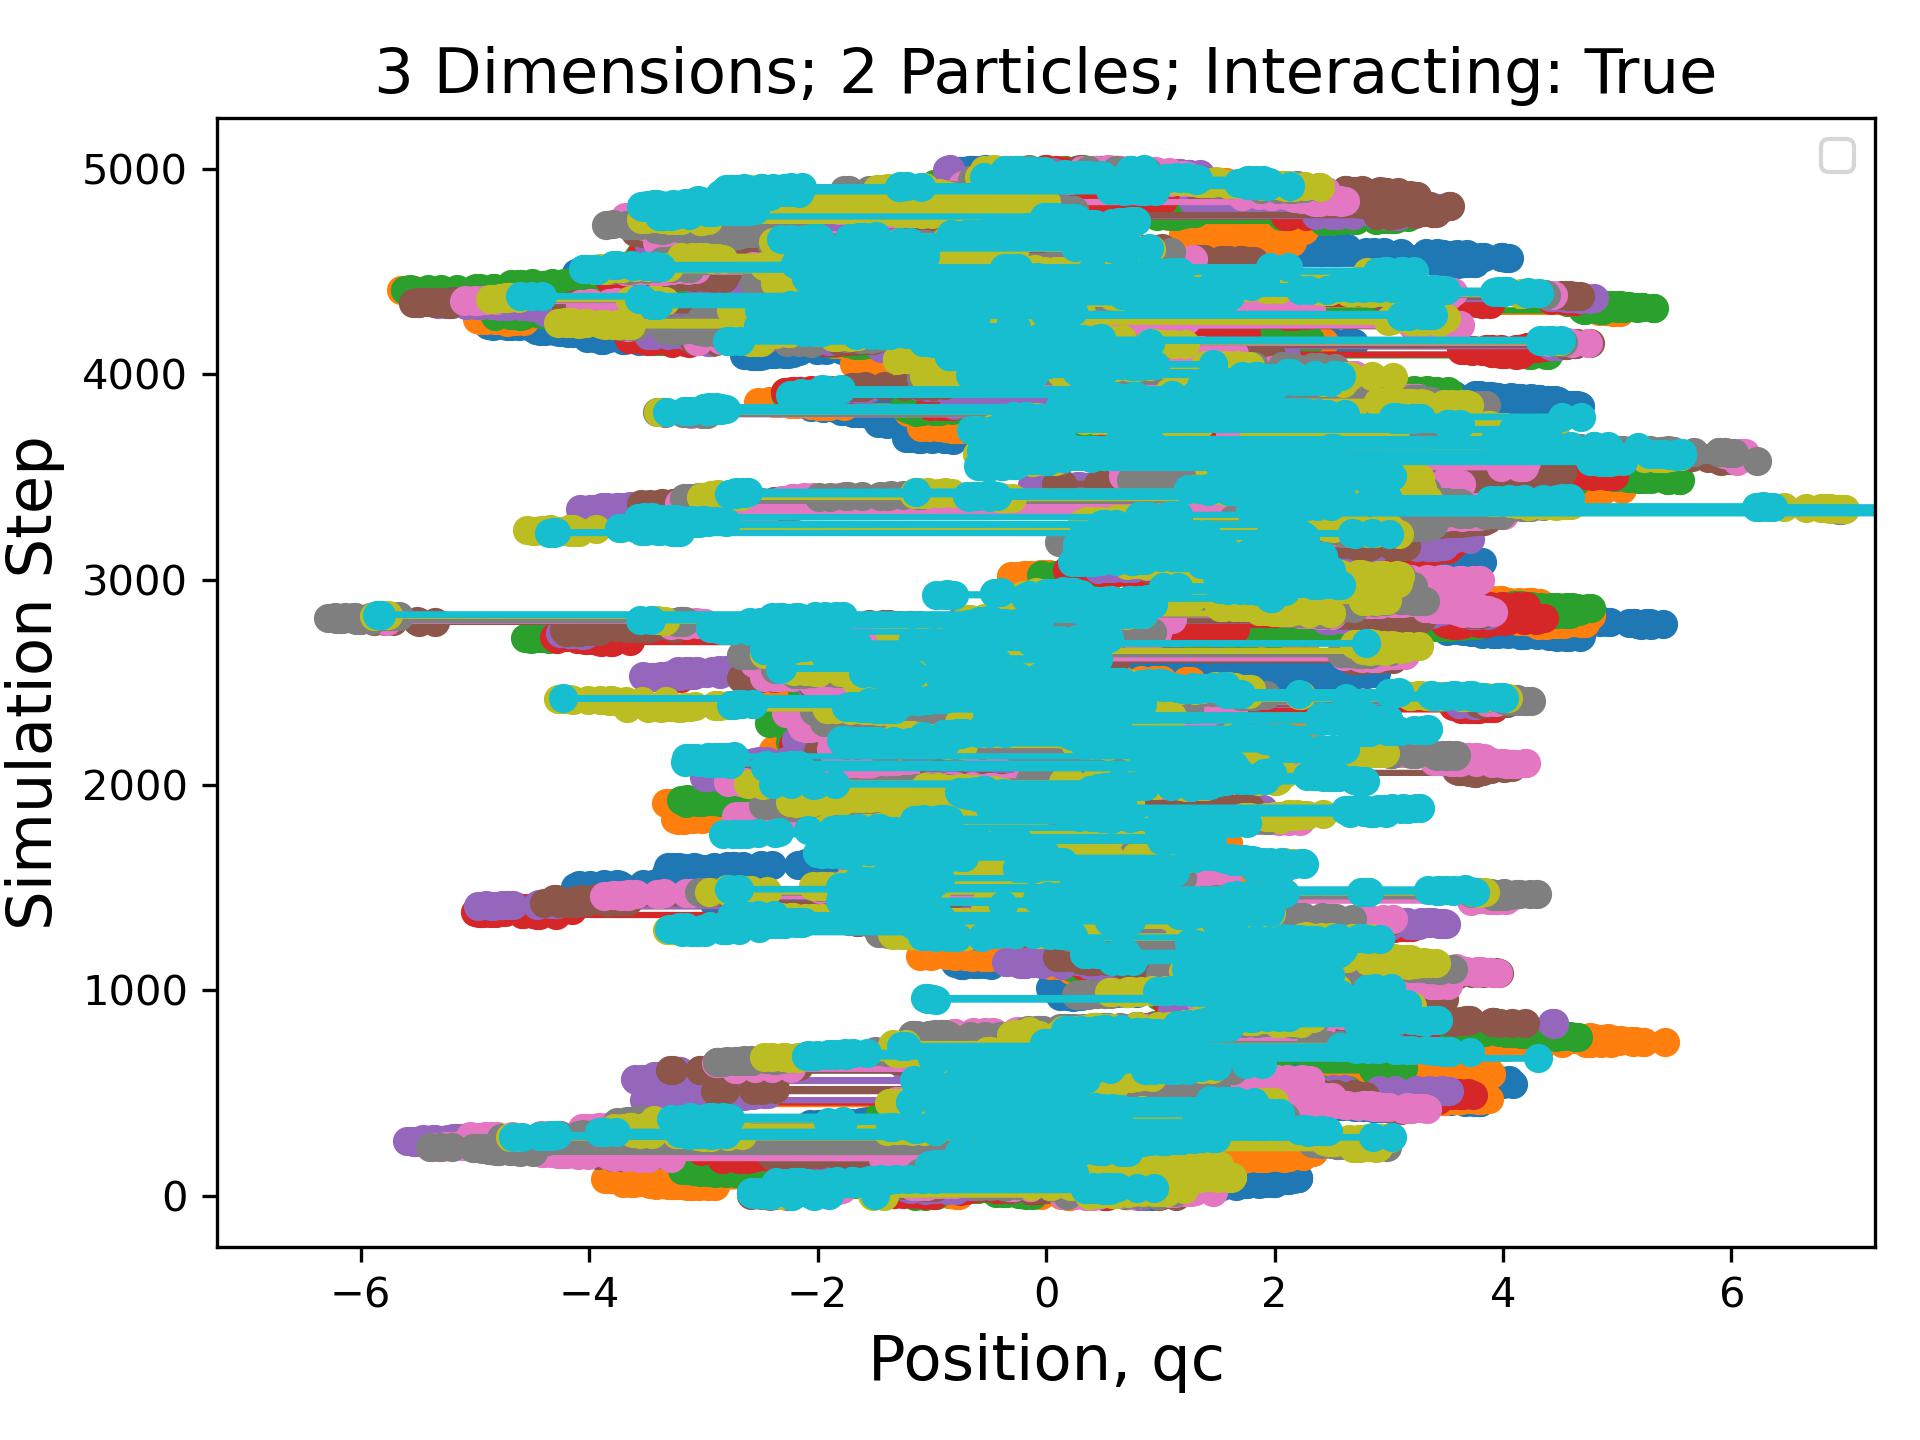 3 Dimensions; 2 Particles; Interacting: True
Simulation Step
5000
4000
3000
2000
1000
0
−6 −4 −2 0 2 4 6
Position, qc